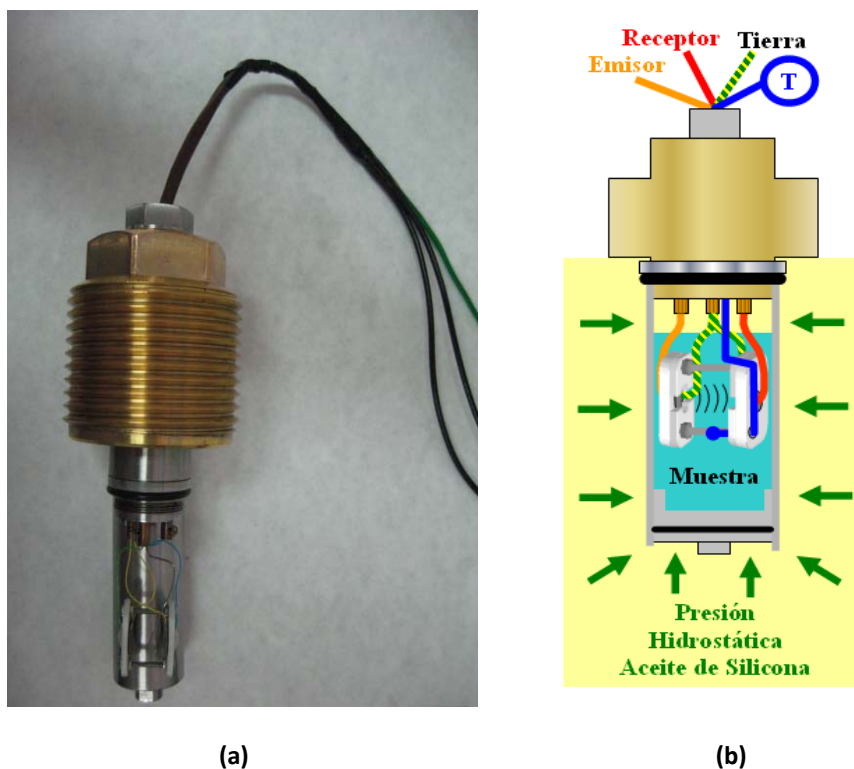 Receptor Tierra
Emisor
T
Muestra
Presión
Hidrostática
Aceite de Silicona
(a) (b)